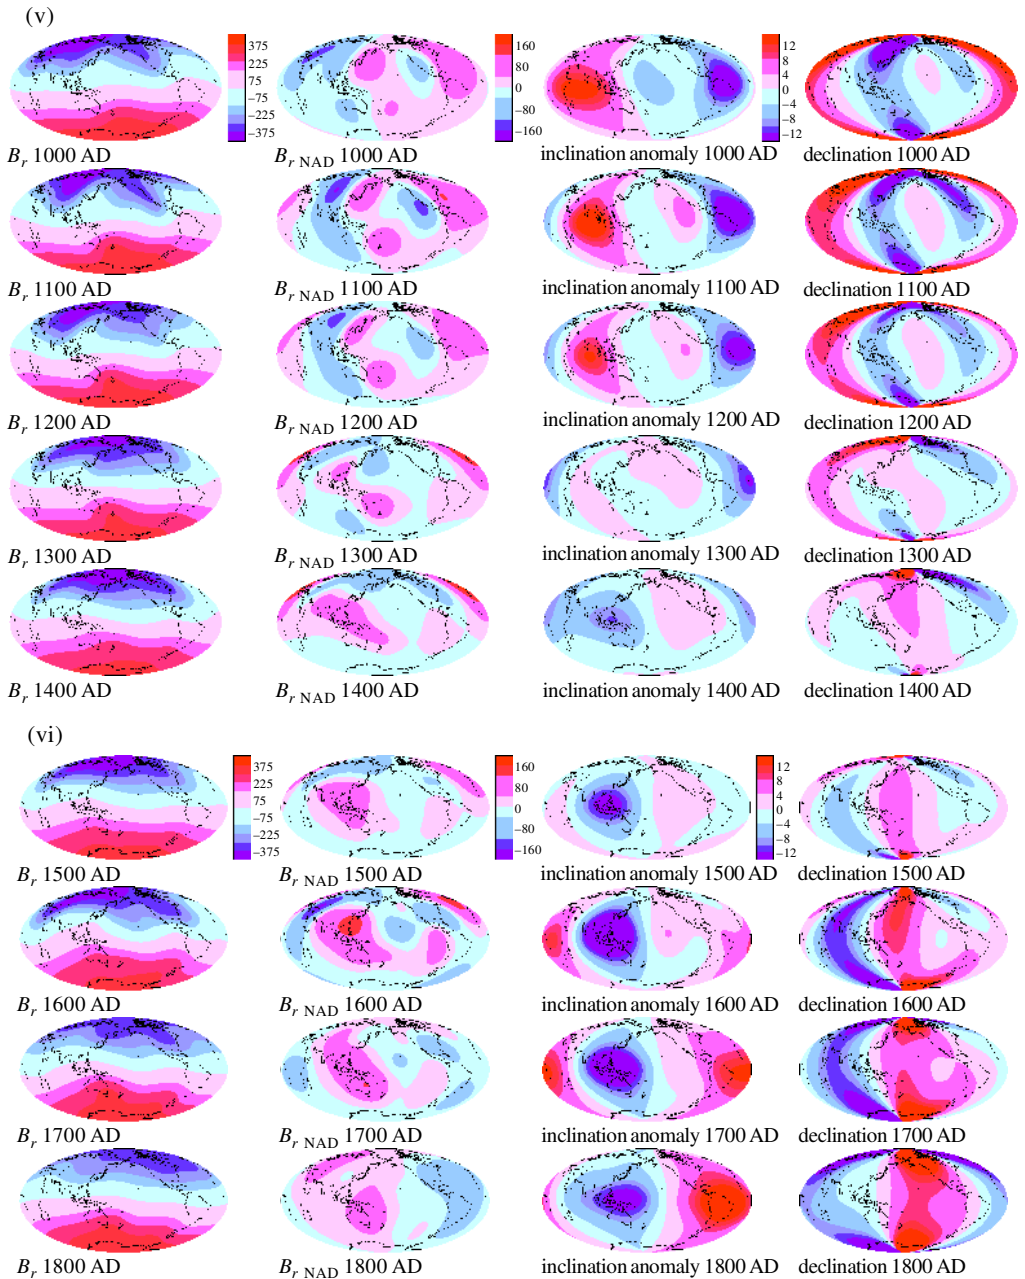 (v)
375
225
75
−75
−225
−375
160
80
0
−80
−160
12
8
4
0
−4
−8
−12
B_r 1000 AD
B_r NAD 1000 AD
inclination anomaly 1000 AD
declination 1000 AD
B_r 1100 AD
B_r NAD 1100 AD
inclination anomaly 1100 AD
declination 1100 AD
B_r 1200 AD
B_r NAD 1200 AD
inclination anomaly 1200 AD
declination 1200 AD
B_r 1300 AD
B_r NAD 1300 AD
inclination anomaly 1300 AD
declination 1300 AD
B_r 1400 AD
B_r NAD 1400 AD
inclination anomaly 1400 AD
declination 1400 AD
(vi)
375
225
75
−75
−225
−375
160
80
0
−80
−160
12
8
4
0
−4
−8
−12
B_r 1500 AD
B_r NAD 1500 AD
inclination anomaly 1500 AD
declination 1500 AD
B_r 1600 AD
B_r NAD 1600 AD
inclination anomaly 1600 AD
declination 1600 AD
B_r 1700 AD
B_r NAD 1700 AD
inclination anomaly 1700 AD
declination 1700 AD
B_r 1800 AD
B_r NAD 1800 AD
inclination anomaly 1800 AD
declination 1800 AD